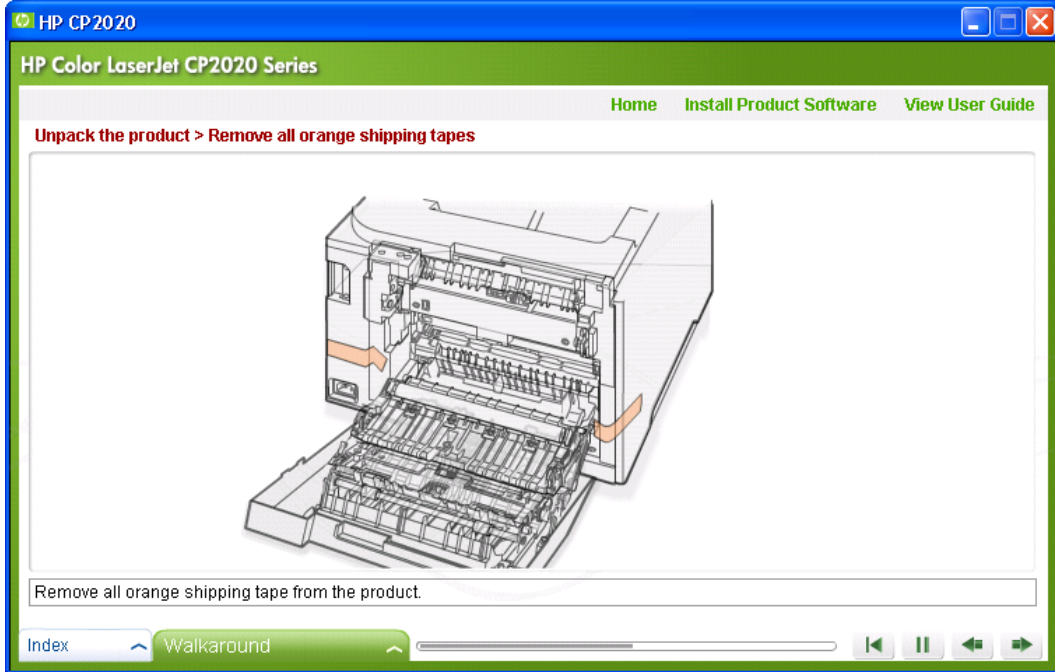 HP CP2020
HP Color LaserJet CP2020 Series
Home Install Product Software View User Guide
Unpack the product > Remove all orange shipping tapes
Remove all orange shipping tape from the product.
Index Walkaround